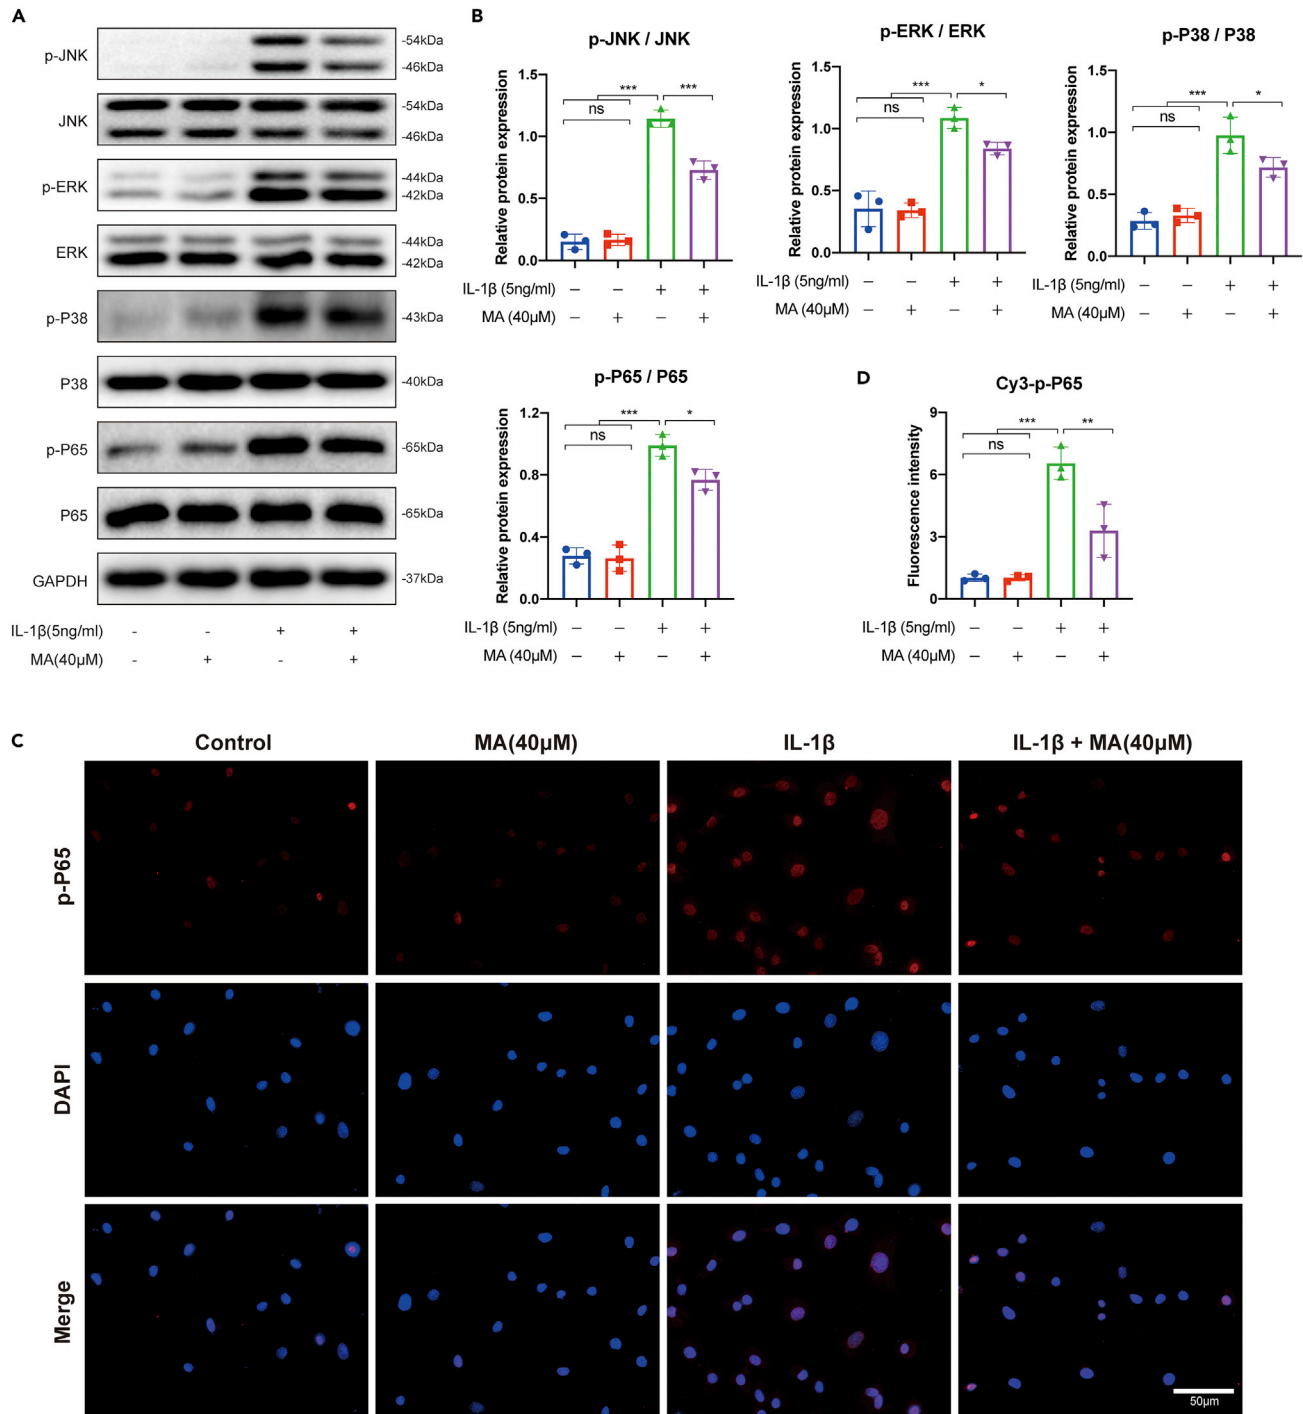 A
p-JNK
-54kDa
-46kDa
JNK
-54kDa
-46kDa
p-ERK
-44kDa
-42kDa
ERK
-44kDa
-42kDa
p-P38
-43kDa
P38
-40kDa
p-P65
-65kDa
P65
-65kDa
GAPDH
-37kDa
IL-1β(5ng/ml) - - + +
MA(40μM) - + - +
B
p-JNK / JNK
Relative protein expression
1.5
1.0
0.5
0.0
ns
***
***
IL-1β (5ng/ml) − − + +
MA (40μM) − + − +
p-ERK / ERK
Relative protein expression
1.5
1.0
0.5
0.0
ns
***
*
IL-1β (5ng/ml) − − + +
MA (40μM) − + − +
p-P38 / P38
Relative protein expression
1.5
1.0
0.5
0.0
ns
***
*
IL-1β (5ng/ml) − − + +
MA (40μM) − + − +
p-P65 / P65
Relative protein expression
1.2
0.8
0.4
0.0
ns
***
*
IL-1β (5ng/ml) − − + +
MA (40μM) − + − +
D
Cy3-p-P65
Fluorescence intensity
9
6
3
0
ns
***
**
IL-1β (5ng/ml) − − + +
MA (40μM) − + − +
C
Control MA(40μM) IL-1β IL-1β + MA(40μM)
p-P65
DAPI
Merge
50μm